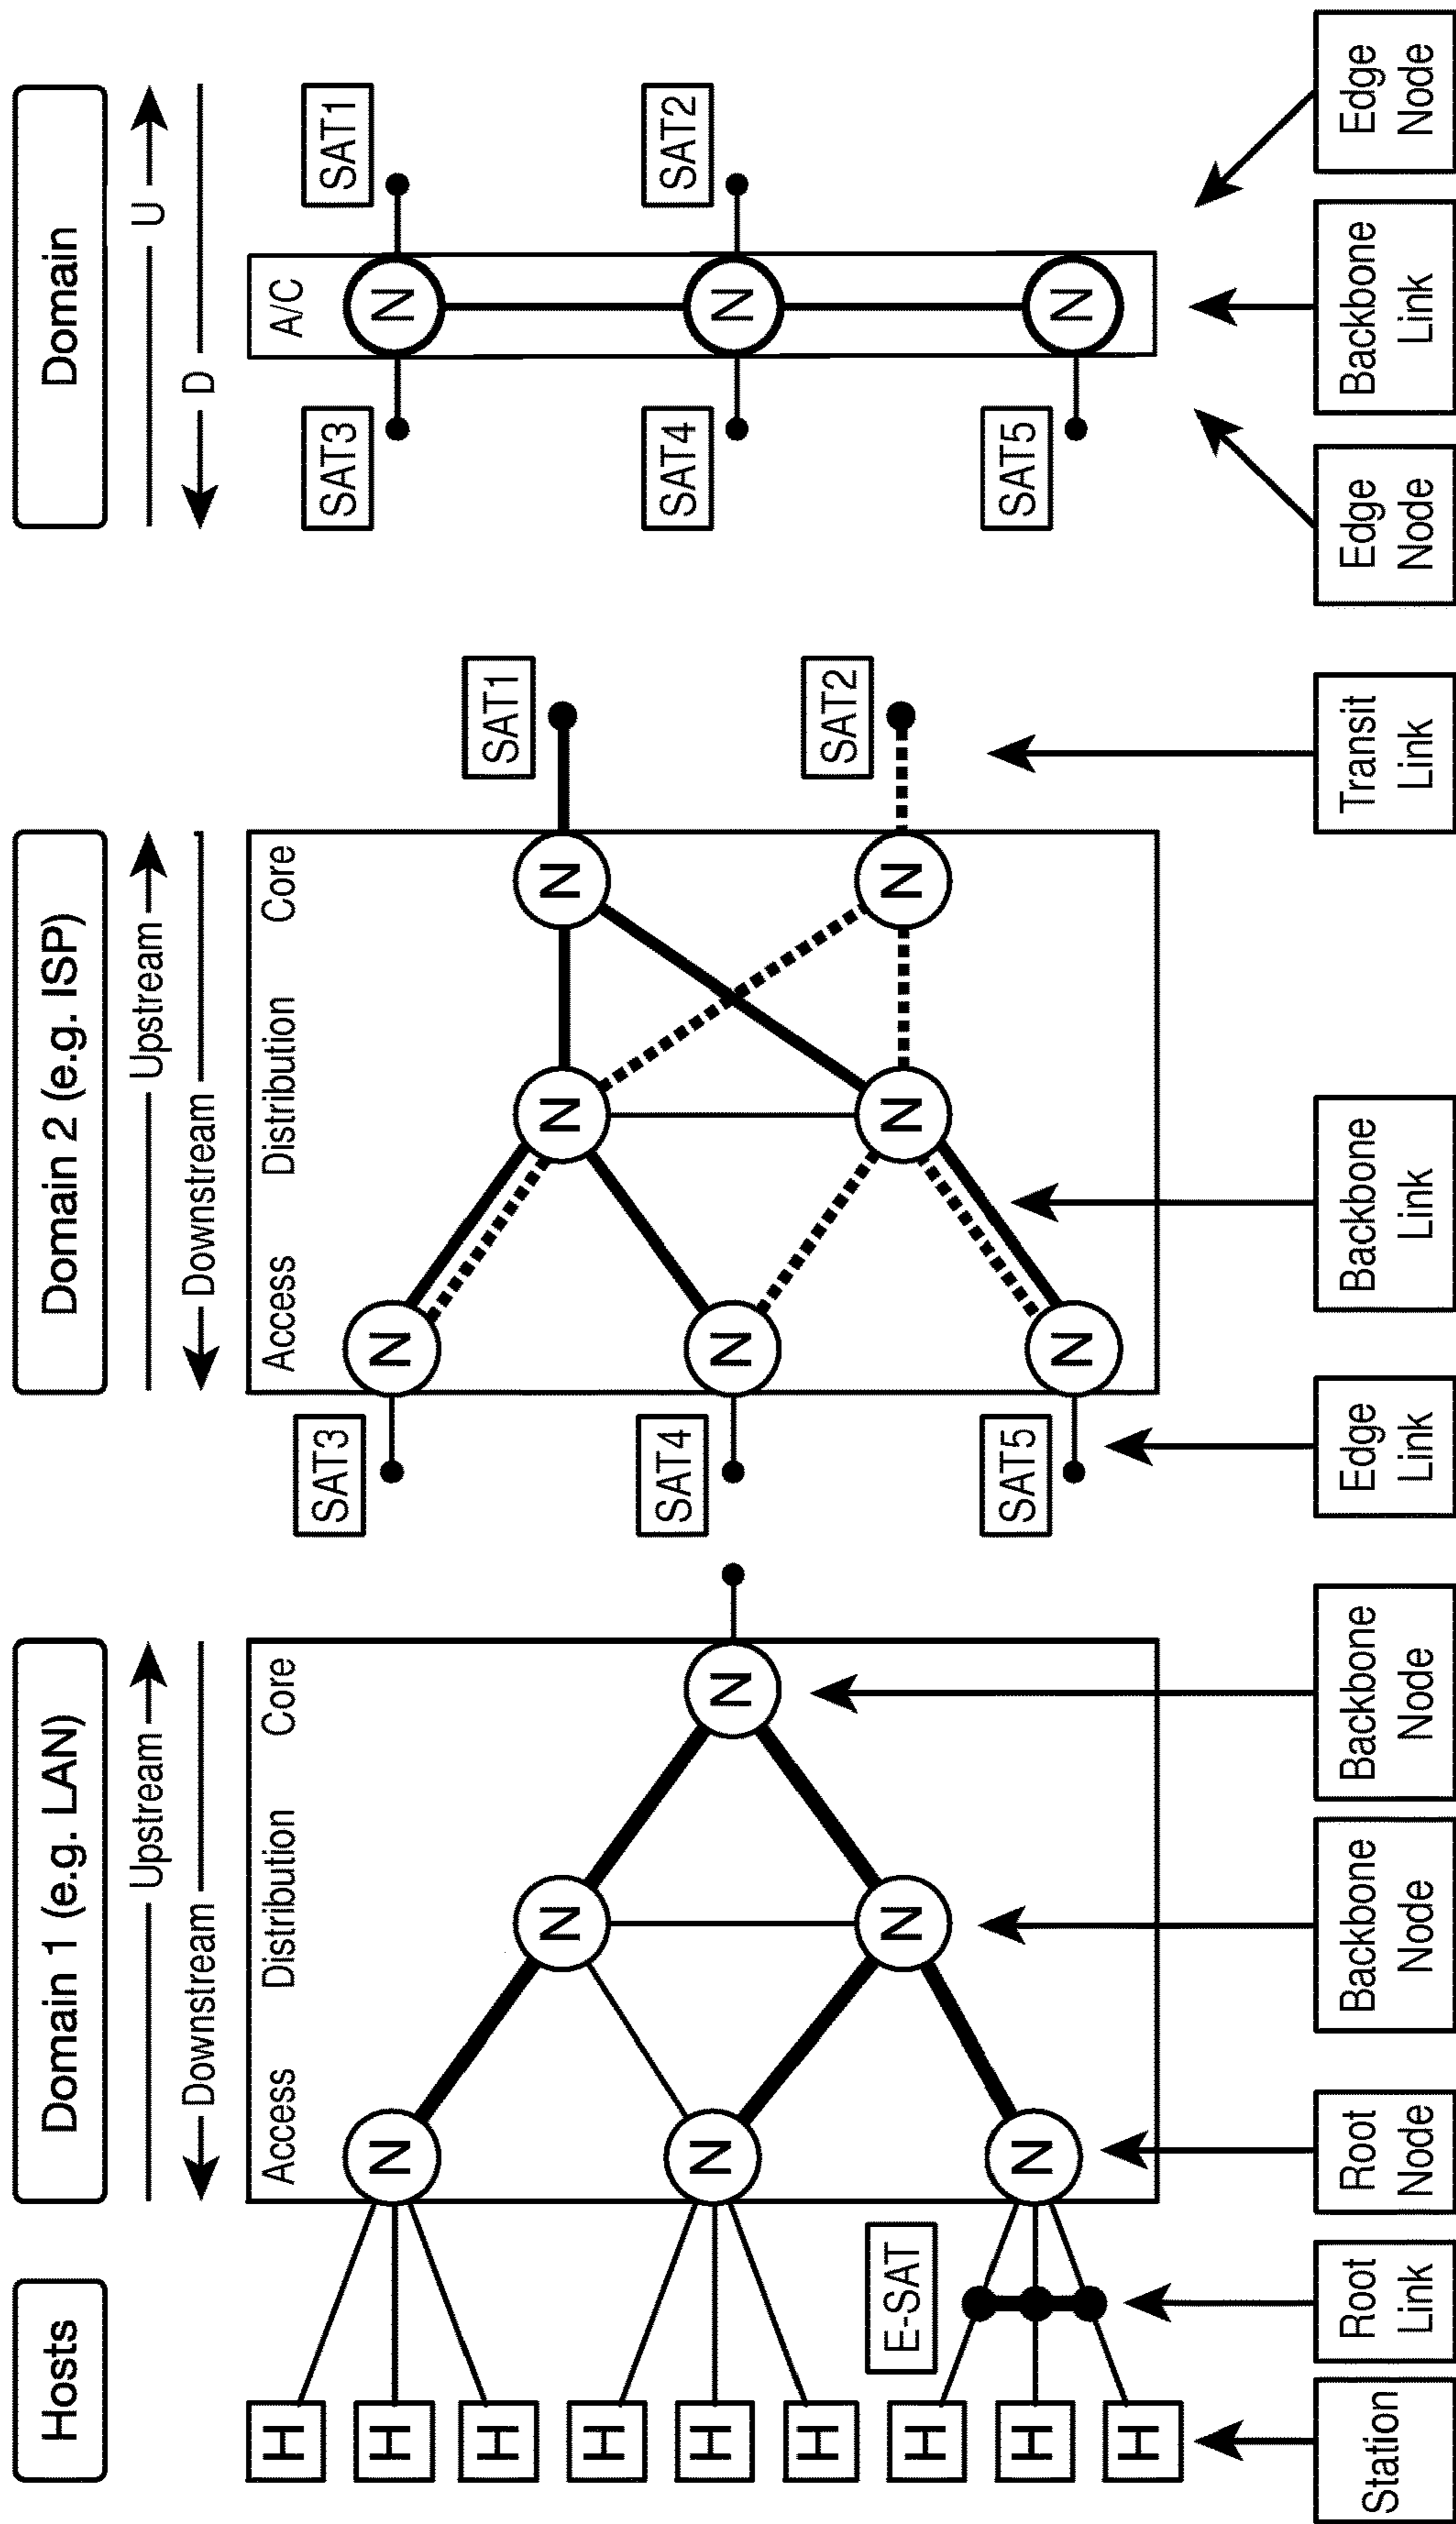 Hosts
Domain 1 (e.g. LAN)
Domain 2 (e.g. ISP)
Domain
Upstream
Downstream
Upstream
Downstream
U
D
Access
Distribution
Core
Access
Distribution
Core
A/C
H
H
H
H
H
H
H
H
H
E-SAT
N
N
N
N
N
N
SAT3
SAT4
SAT5
N
N
N
N
N
N
N
SAT1
SAT2
SAT3
SAT4
SAT5
N
N
N
SAT1
SAT2
Station
Root
Link
Root
Node
Backbone
Node
Backbone
Node
Edge
Link
Backbone
Link
Transit
Link
Edge
Node
Backbone
Link
Edge
Node